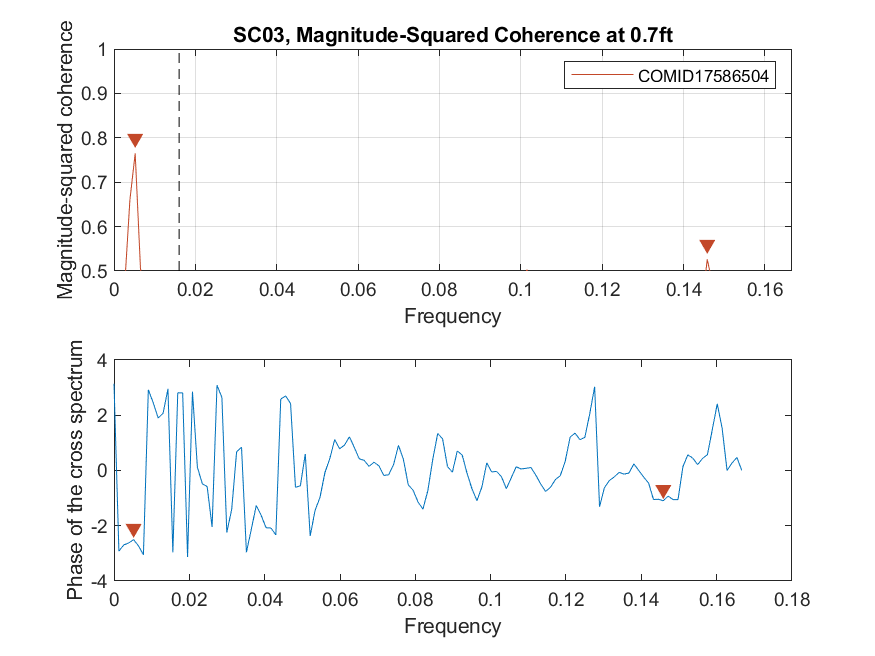 SC03, Magnitude-Squared Coherence at 0.7ft
Magnitude-squared coherence
1
0.9
0.8
0.7
0.6
0.5
COMID17586504
0 0.02 0.04 0.06 0.08 0.1 0.12 0.14 0.16
Frequency
Phase of the cross spectrum
4
2
0
-2
-4
0 0.02 0.04 0.06 0.08 0.1 0.12 0.14 0.16 0.18
Frequency